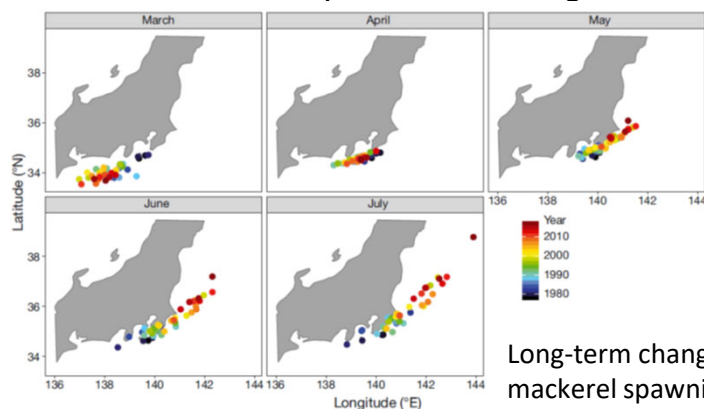 March April May
38
36
34
136 138 140 142 144
June July
Latitude (°N)
38
36
34
136 138 140 142 144 136 138 140 142 144
Longitude (°E)
Year
2010
2000
1990
1980
Long-term chang
mackerel spawni